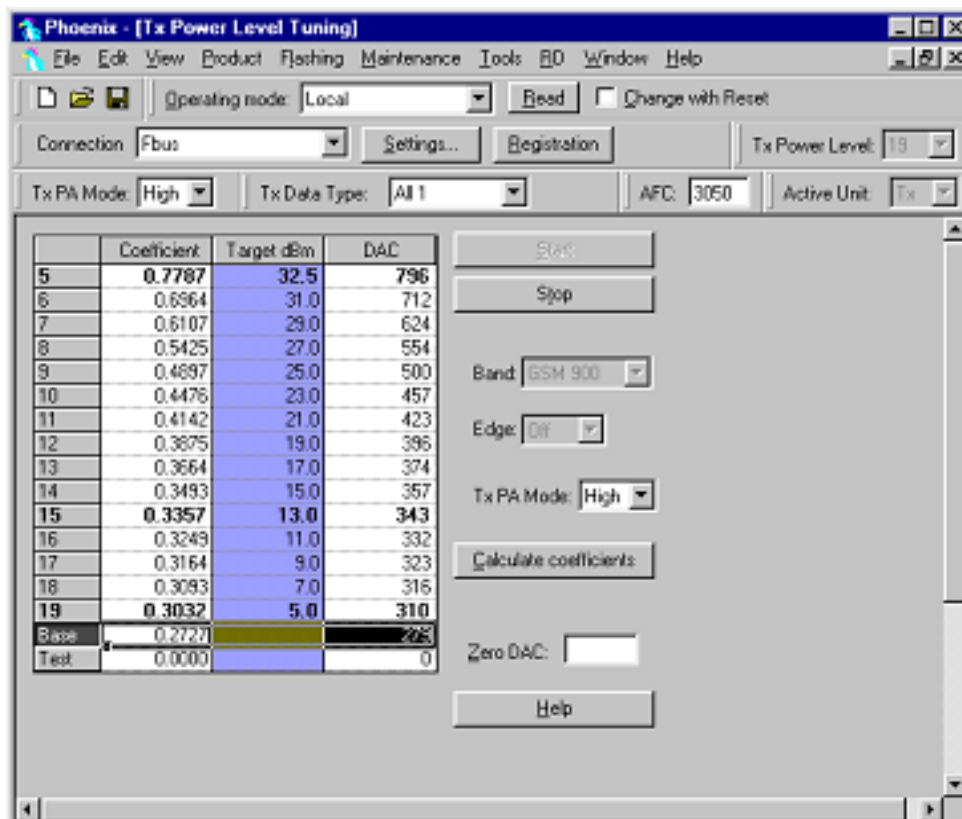 Phoenix - [Tx Power Level Tuning]
File Edit View Product Flashing Maintenance Tools RD Window Help
Operating mode: Local Read Change with Reset
Connection Fbus Settings... Registration Tx Power Level: 19
Tx PA Mode: High Tx Data Type: All 1 AFC: 3050 Active Unit: Tx
Coefficient Target dBm DAC
5 0.7787 32.5 796
6 0.6964 31.0 712
7 0.6107 29.0 624
8 0.5425 27.0 554
9 0.4897 25.0 500
10 0.4476 23.0 457
11 0.4142 21.0 423
12 0.3875 19.0 396
13 0.3664 17.0 374
14 0.3493 15.0 357
15 0.3357 13.0 343
16 0.3249 11.0 332
17 0.3164 9.0 323
18 0.3093 7.0 316
19 0.3032 5.0 310
Base 0.2727
Test 0.0000 0
Start
Stop
Band: GSM 900
Edge: Off
Tx PA Mode: High
Calculate coefficients
Zero DAC:
Help